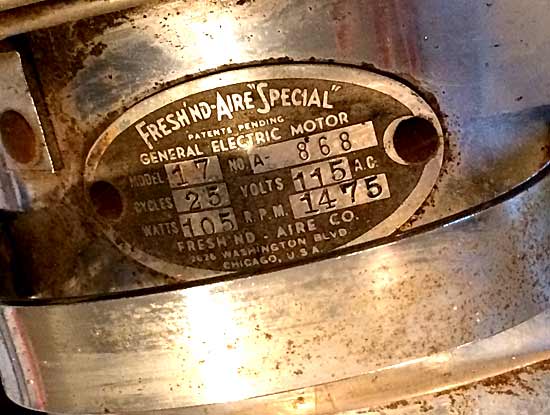 FRESH'ND-AIRE "SPECIAL"
PATENTS PENDING
GENERAL ELECTRIC MOTOR
MODEL 17 NO. A- 868
CYCLES 25 VOLTS 115 A.C.
WATTS 105 R.P.M. 1475
FRESH'ND-AIRE CO.
2626 WASHINGTON BLVD.
CHICAGO, U.S.A.